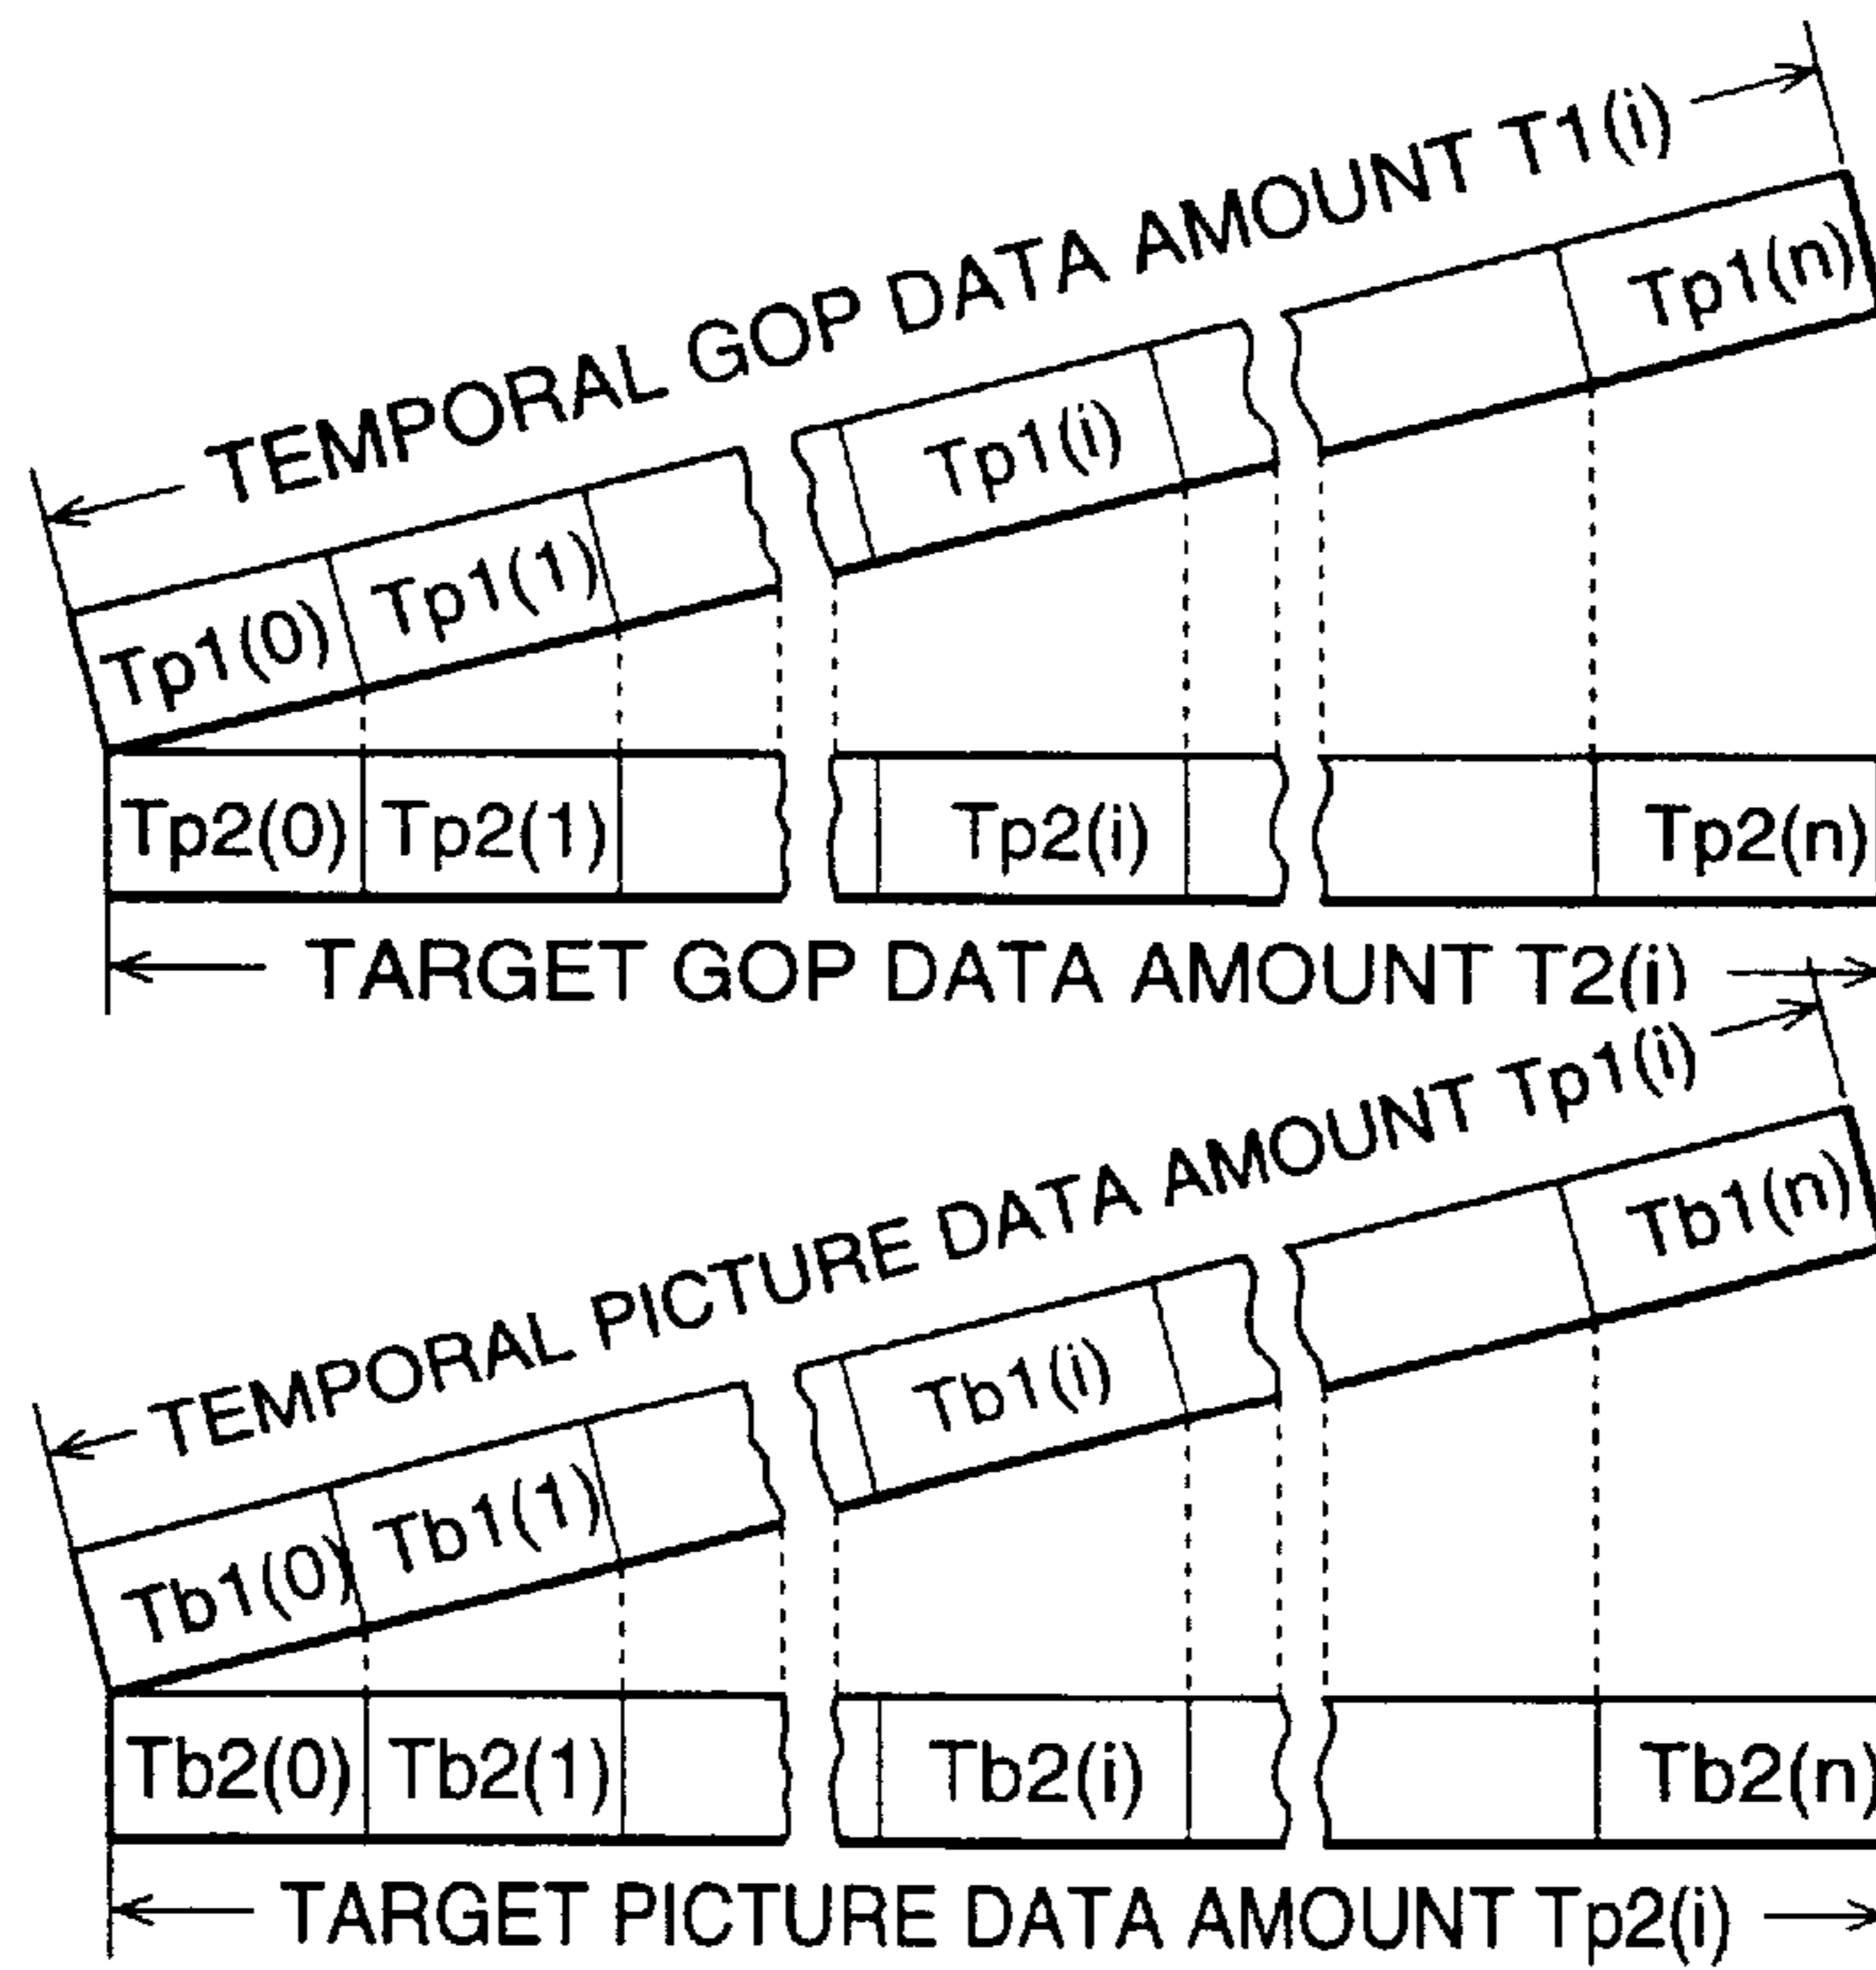 TEMPORAL GOP DATA AMOUNT T1(i)
Tp1(0) Tp1(1) Tp1(i) Tp1(n)
Tp2(0) Tp2(1) Tp2(i) Tp2(n)
TARGET GOP DATA AMOUNT T2(i)
TEMPORAL PICTURE DATA AMOUNT Tp1(i)
Tb1(0) Tb1(1) Tb1(i) Tb1(n)
Tb2(0) Tb2(1) Tb2(i) Tb2(n)
TARGET PICTURE DATA AMOUNT Tp2(i)